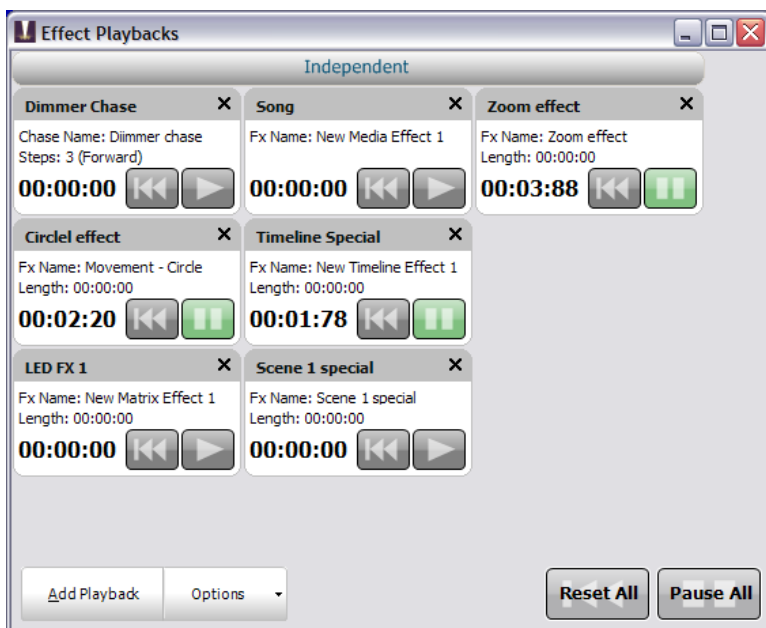 Effect Playbacks
Independent
Dimmer Chase
Chase Name: Diimmer chase
Steps: 3 (Forward)
00:00:00
Song
Fx Name: New Media Effect 1
00:00:00
Zoom effect
Fx Name: Zoom effect
Length: 00:00:00
00:03:88
Circlel effect
Fx Name: Movement - Circle
Length: 00:00:00
00:02:20
Timeline Special
Fx Name: New Timeline Effect 1
Length: 00:00:00
00:01:78
LED FX 1
Fx Name: New Matrix Effect 1
Length: 00:00:00
00:00:00
Scene 1 special
Fx Name: Scene 1 special
Length: 00:00:00
00:00:00
Add Playback
Options
Reset All
Pause All